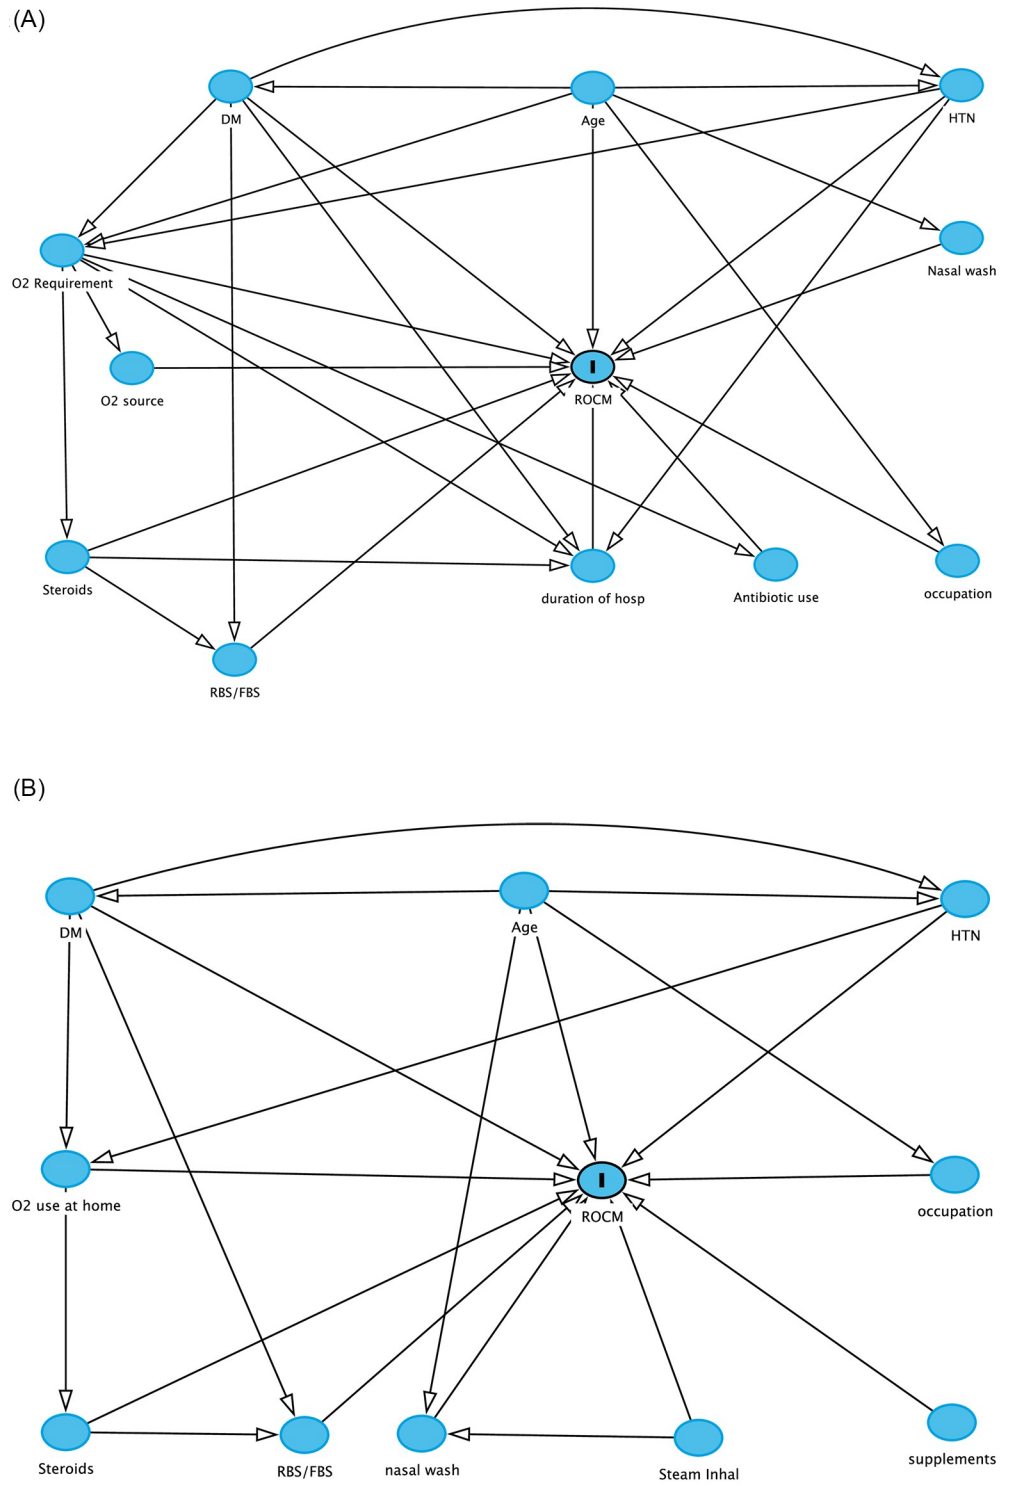 (A)
DM
Age
HTN
O2 Requirement
Nasal wash
O2 source
I
ROCM
Steroids
duration of hosp
Antibiotic use
occupation
RBS/FBS
(B)
DM
Age
HTN
O2 use at home
I
ROCM
occupation
Steroids
RBS/FBS
nasal wash
Steam Inhal
supplements